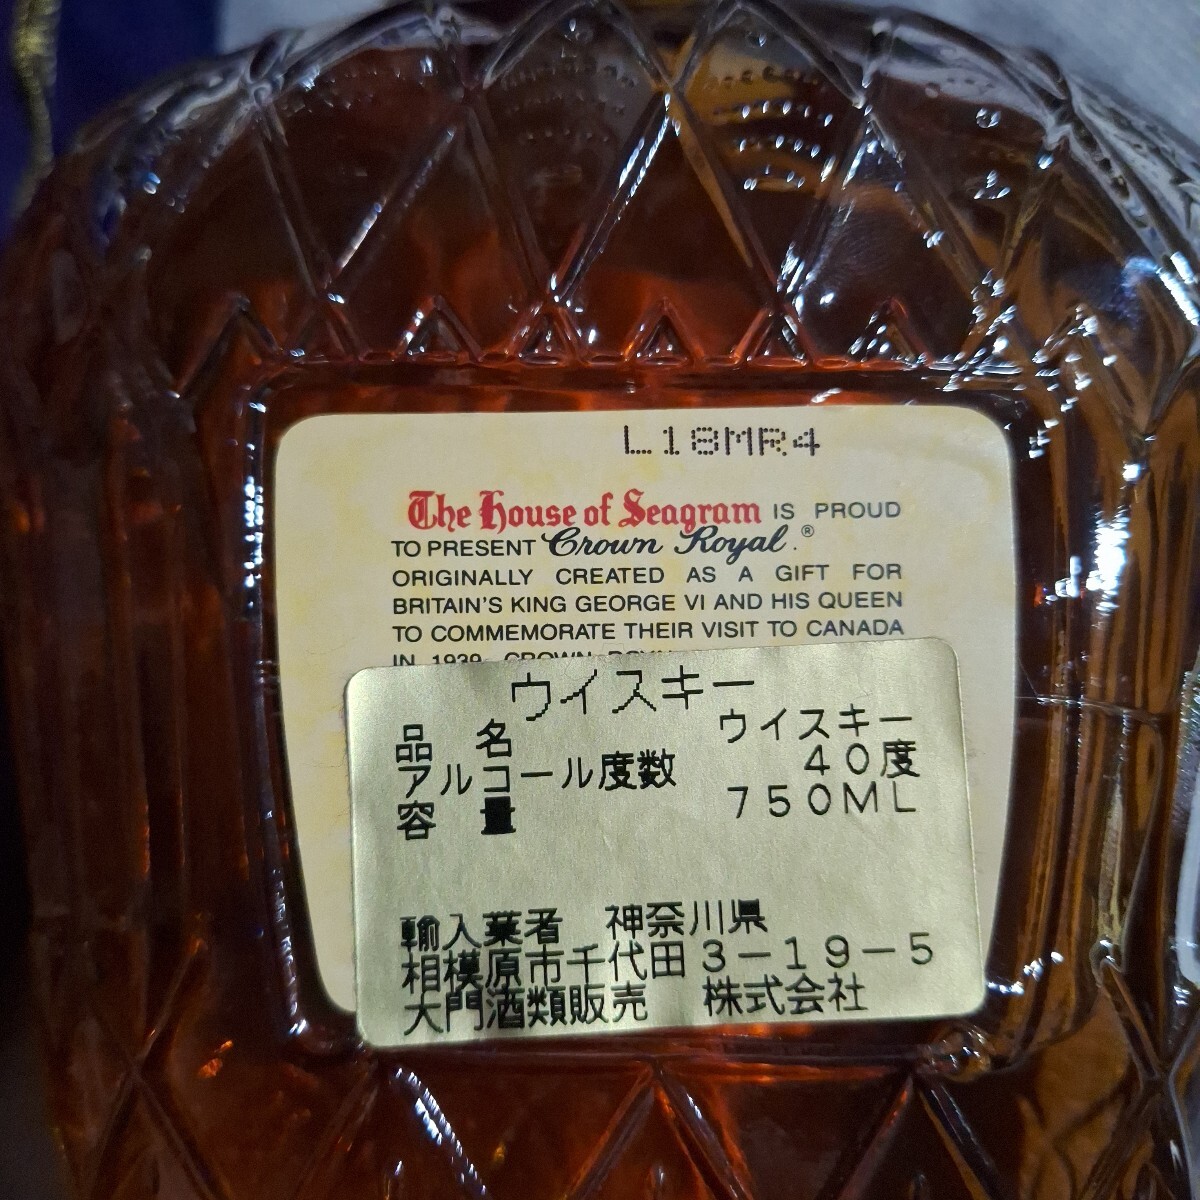 L18MR4
The House of Seagram IS PROUD
TO PRESENT Crown Royal.®
ORIGINALLY CREATED AS A GIFT FOR
BRITAIN'S KING GEORGE VI AND HIS QUEEN
TO COMMEMORATE THEIR VISIT TO CANADA
IN 1939, CROWN ROYAL
ウイスキー
品 名 ウイスキー
アルコール度数 40度
容 量 750ML
輸入業者 神奈川県
相模原市千代田3-19-5
大門酒類販売 株式会社